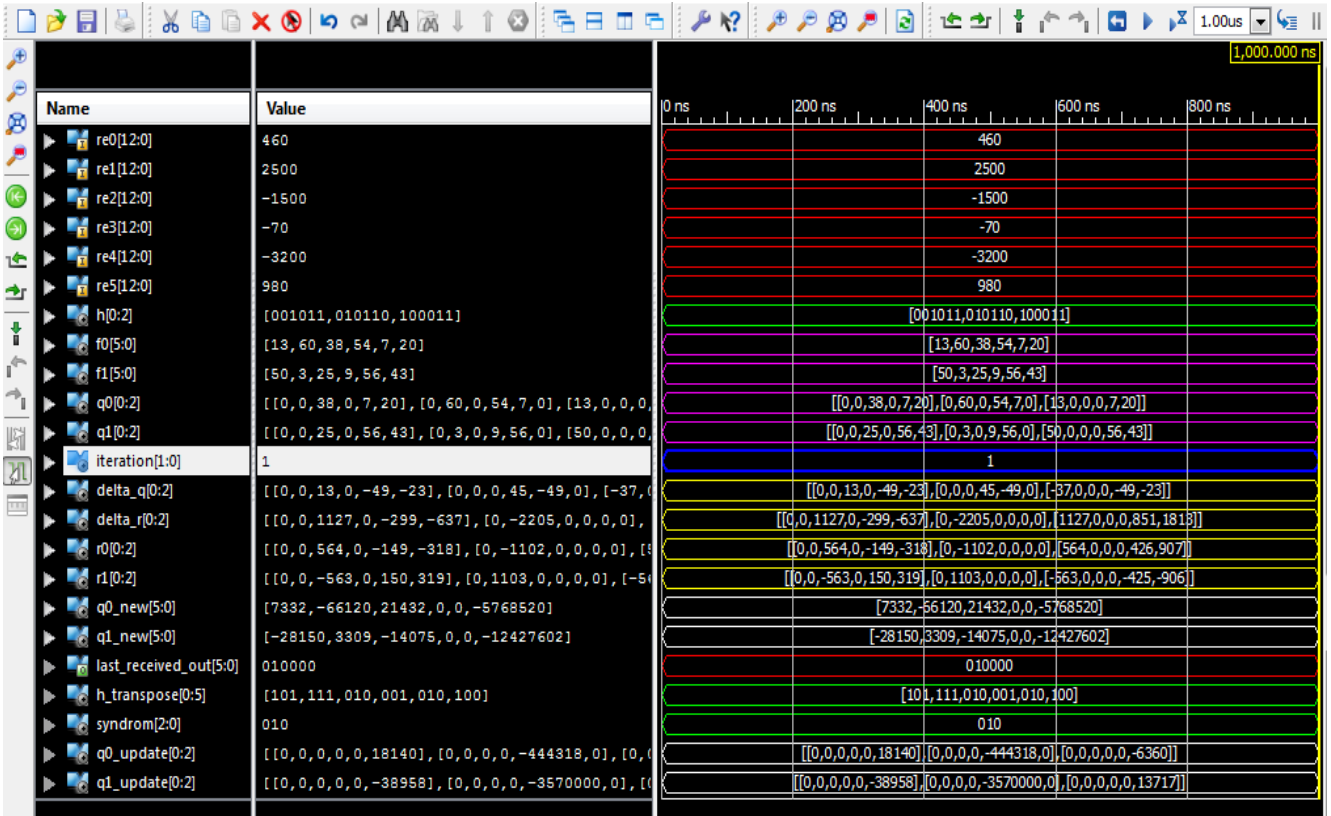 1.00us
1,000.000 ns
Name Value 0 ns 200 ns 400 ns 600 ns 800 ns
re0[12:0] 460 460
re1[12:0] 2500 2500
re2[12:0] -1500 -1500
re3[12:0] -70 -70
re4[12:0] -3200 -3200
re5[12:0] 980 980
h[0:2] [001011,010110,100011] [001011,010110,100011]
f0[5:0] [13,60,38,54,7,20] [13,60,38,54,7,20]
f1[5:0] [50,3,25,9,56,43] [50,3,25,9,56,43]
q0[0:2] [[0,0,38,0,7,20],[0,60,0,54,7,0],[13,0,0,0, [[0,0,38,0,7,20],[0,60,0,54,7,0],[13,0,0,0,7,20]]
q1[0:2] [[0,0,25,0,56,43],[0,3,0,9,56,0],[50,0,0,0, [[0,0,25,0,56,43],[0,3,0,9,56,0],[50,0,0,0,56,43]]
iteration[1:0] 1 1
delta_q[0:2] [[0,0,13,0,-49,-23],[0,0,0,45,-49,0],[-37,0 [[0,0,13,0,-49,-23],[0,0,0,45,-49,0],[-37,0,0,0,-49,-23]]
delta_r[0:2] [[0,0,1127,0,-299,-637],[0,-2205,0,0,0,0], [[0,0,1127,0,-299,-637],[0,-2205,0,0,0,0],[1127,0,0,0,851,1813]]
r0[0:2] [[0,0,564,0,-149,-318],[0,-1102,0,0,0,0],[5 [[0,0,564,0,-149,-318],[0,-1102,0,0,0,0],[564,0,0,0,426,907]]
r1[0:2] [[0,0,-563,0,150,319],[0,1103,0,0,0,0],[-56 [[0,0,-563,0,150,319],[0,1103,0,0,0,0],[-563,0,0,0,-425,-906]]
q0_new[5:0] [7332,-66120,21432,0,0,-5768520] [7332,-66120,21432,0,0,-5768520]
q1_new[5:0] [-28150,3309,-14075,0,0,-12427602] [-28150,3309,-14075,0,0,-12427602]
last_received_out[5:0] 010000 010000
h_transpose[0:5] [101,111,010,001,010,100] [101,111,010,001,010,100]
syndrom[2:0] 010 010
q0_update[0:2] [[0,0,0,0,0,18140],[0,0,0,0,-444318,0],[0,0 [[0,0,0,0,0,18140],[0,0,0,0,-444318,0],[0,0,0,0,0,-6360]]
q1_update[0:2] [[0,0,0,0,0,-38958],[0,0,0,0,-3570000,0],[0 [[0,0,0,0,0,-38958],[0,0,0,0,-3570000,0],[0,0,0,0,0,13717]]